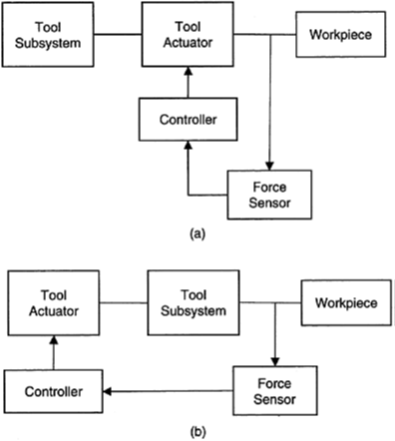 Tool
Subsystem
Tool
Actuator
Workpiece
Controller
Force
Sensor
(a)
Tool
Actuator
Tool
Subsystem
Workpiece
Controller
Force
Sensor
(b)